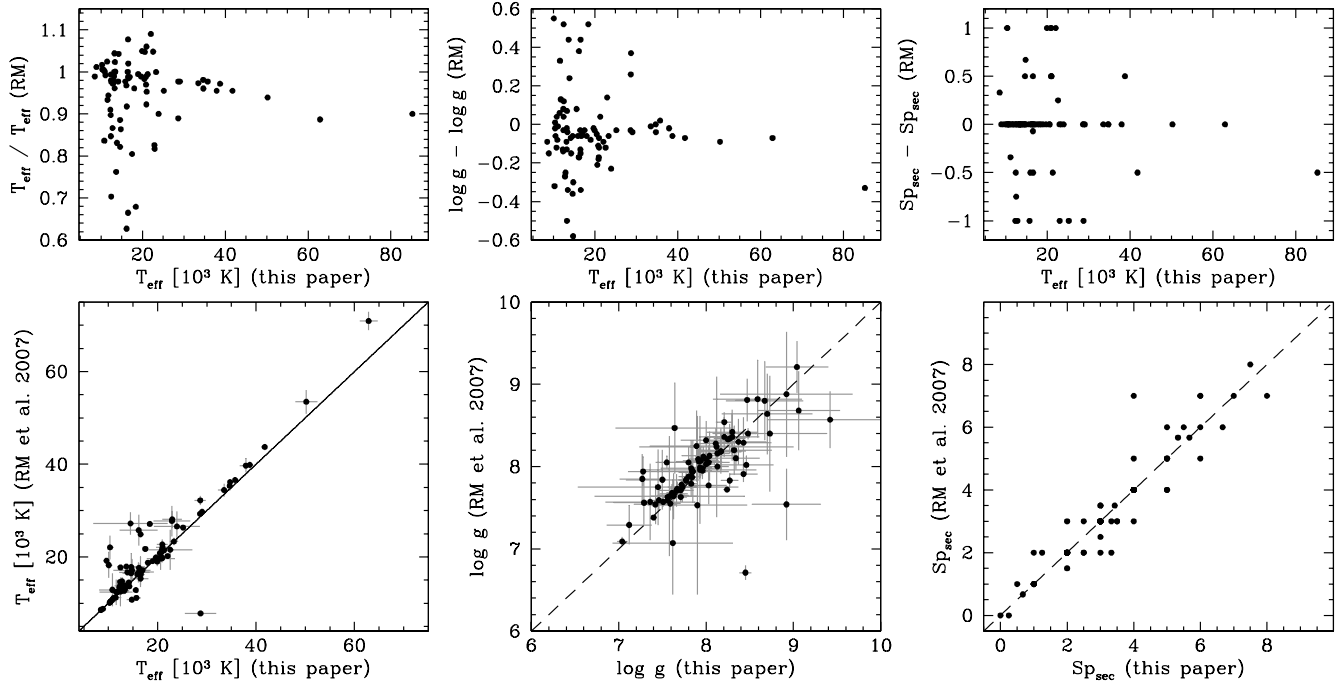 T_eff / T_eff (RM)
1.1
1
0.9
0.8
0.7
0.6
20 40 60 80
T_eff [10³ K] (this paper)
log g − log g (RM)
0.6
0.4
0.2
0
−0.2
−0.4
−0.6
20 40 60 80
T_eff [10³ K] (this paper)
Sp_sec − Sp_sec (RM)
1
0.5
0
−0.5
−1
20 40 60 80
T_eff [10³ K] (this paper)
T_eff [10³ K] (RM et al. 2007)
60
40
20
20 40 60
T_eff [10³ K] (this paper)
log g (RM et al. 2007)
10
9
8
7
6
6 7 8 9 10
log g (this paper)
Sp_sec (RM et al. 2007)
8
6
4
2
0
0 2 4 6 8
Sp_sec (this paper)